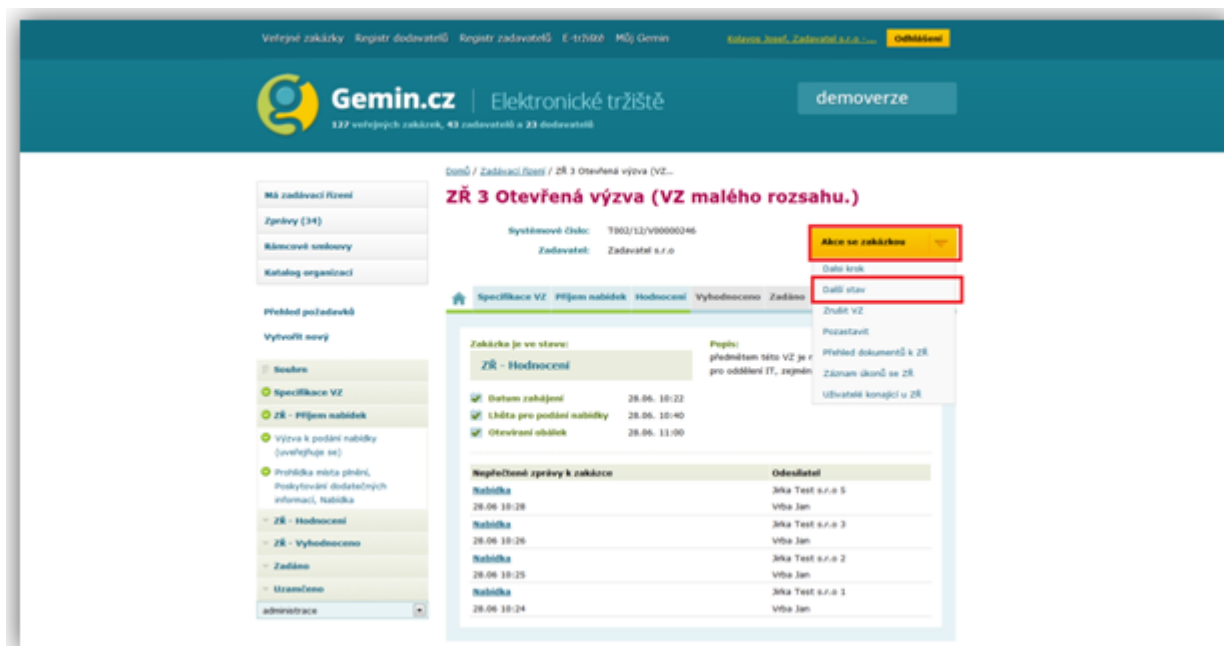 Veřejné zakázky Registr dodavatelů Registr zadavatelů E-tržiště Můj Gemin
Kolavos Josef, Zadavatel s.r.o -... Odhlášení
Gemin.cz | Elektronické tržiště
demoverze
127 veřejných zakázek, 43 zadavatelů a 23 dodavatelů
Domů / Zadávací řízení / ZŘ 3 Otevřená výzva (VZ...
ZŘ 3 Otevřená výzva (VZ malého rozsahu.)
Má zadávací řízení
Zprávy (34)
Rámcové smlouvy
Katalog organizací
Přehled požadavků
Vytvořit nový
Souhrn
Specifikace VZ
ZŘ - Příjem nabídek
Výzva k podání nabídky
(uveřejňuje se)
Prohlídka místa plnění,
Poskytování dodatečných
informací, Nabídka
ZŘ - Hodnocení
ZŘ - Vyhodnoceno
Zadáno
Uzamčeno
administrace
Systémové číslo: T002/12/V00000246
Zadavatel: Zadavatel s.r.o
Akce se zakázkou
Další krok
Další stav
Zrušit VZ
Pozastavit
Přehled dokumentů k ZŘ
Záznam úkonů se ZŘ
Uživatelé konající u ZŘ
Specifikace VZ Příjem nabídek Hodnocení Vyhodnoceno Zadáno
Zakázka je ve stavu:
ZŘ - Hodnocení
Popis:
předmětem této VZ je
pro oddělení IT, zejmén
Datum zahájení 28.06. 10:22
Lhůta pro podání nabídky 28.06. 10:40
Otevíraní obálek 28.06. 11:00
Nepřečtené zprávy k zakázce Odesílatel
Nabídka Jirka Test s.r.o 5
28.06 10:28 Vrba Jan
Nabídka Jirka Test s.r.o 3
28.06 10:26 Vrba Jan
Nabídka Jirka Test s.r.o 2
28.06 10:25 Vrba Jan
Nabídka Jirka Test s.r.o 1
28.06 10:24 Vrba Jan